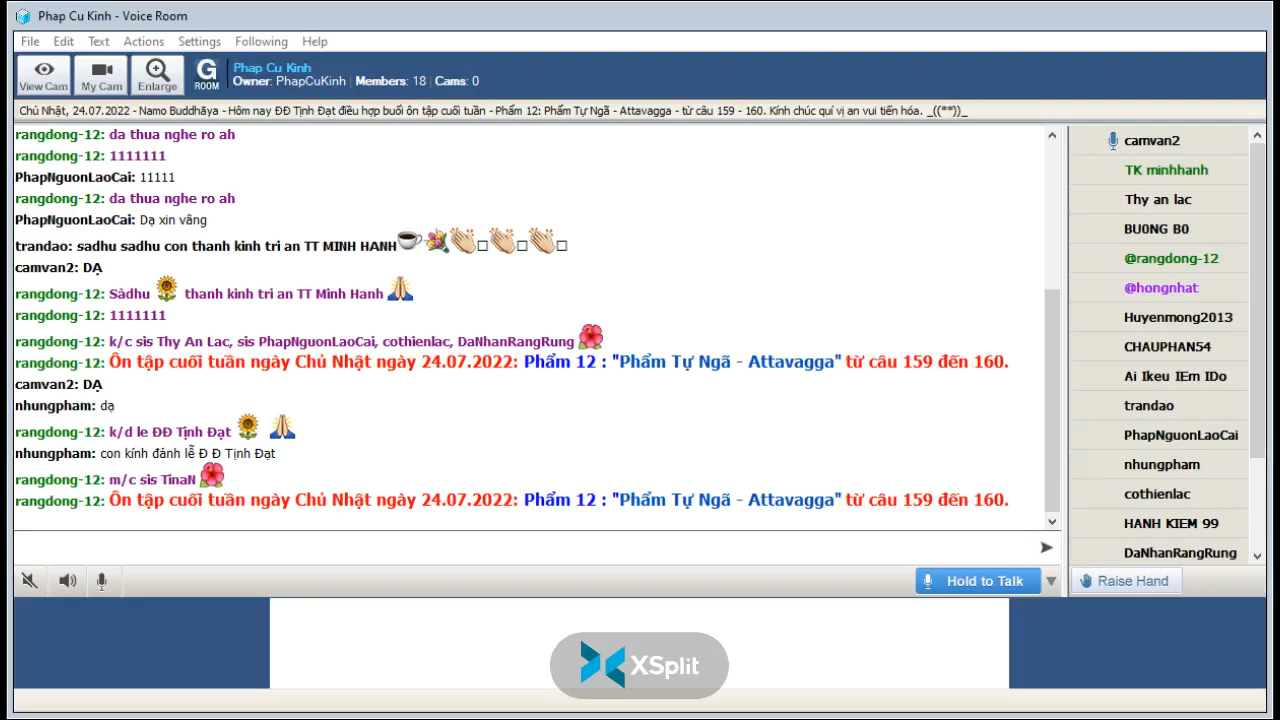 Phap Cu Kinh - Voice Room
File Edit Text Actions Settings Following Help
View Cam My Cam Enlarge G ROOM
Phap Cu Kinh
Owner: PhapCuKinh | Members: 18 | Cams: 0
Chủ Nhật, 24.07.2022 - Namo Buddhāya - Hôm nay ĐĐ Tịnh Đạt điều hợp buổi ôn tập cuối tuần - Phẩm 12: Phẩm Tự Ngã - Attavagga - từ câu 159 - 160. Kính chúc quí vị an vui tiến hóa. _((**))_
rangdong-12: da thua nghe ro ah
rangdong-12: 1111111
PhapNguonLaoCai: 11111
rangdong-12: da thua nghe ro ah
PhapNguonLaoCai: Dạ xin vâng
trandao: sadhu sadhu con thanh kinh tri an TT MINH HANH
camvan2: DẠ
rangdong-12: Sàdhu thanh kinh tri an TT Minh Hanh
rangdong-12: 1111111
rangdong-12: k/c sis Thy An Lac, sis PhapNguonLaoCai, cothienlac, DaNhanRangRung
rangdong-12: Ôn tập cuối tuần ngày Chủ Nhật ngày 24.07.2022: Phẩm 12 : "Phẩm Tự Ngã - Attavagga" từ câu 159 đến 160.
camvan2: DẠ
nhungpham: dạ
rangdong-12: k/d le ĐĐ Tịnh Đạt
nhungpham: con kính đảnh lễ Đ Đ Tịnh Đạt
rangdong-12: m/c sis TinaN
rangdong-12: Ôn tập cuối tuần ngày Chủ Nhật ngày 24.07.2022: Phẩm 12 : "Phẩm Tự Ngã - Attavagga" từ câu 159 đến 160.
camvan2
TK minhhanh
Thy an lac
BU0NG B0
@rangdong-12
@hongnhat
Huyenmong2013
CHAUPHAN54
Ai Ikeu IEm IDo
trandao
PhapNguonLaoCai
nhungpham
cothienlac
HANH KIEM 99
DaNhanRangRung
Hold to Talk
Raise Hand
XSplit